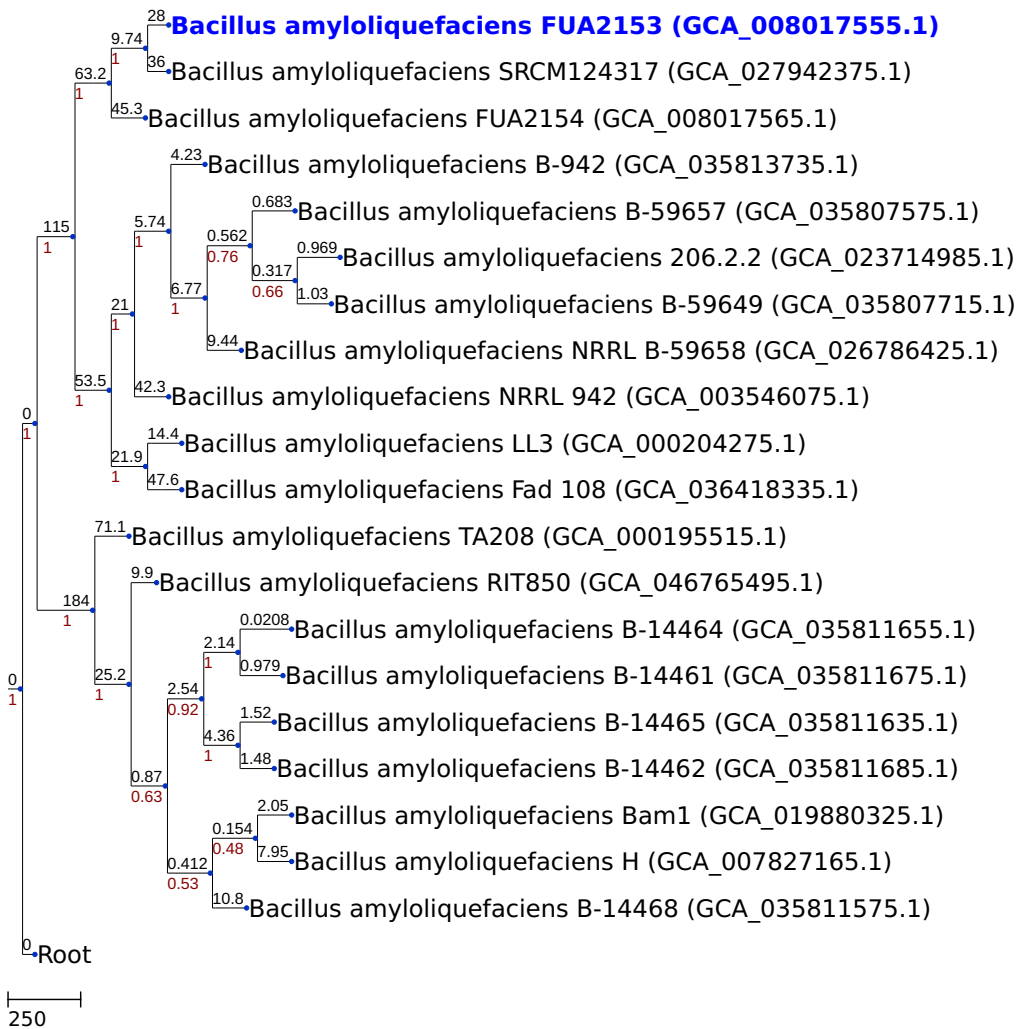 28
Bacillus amyloliquefaciens FUA2153 (GCA_008017555.1)
9.74
1
36
Bacillus amyloliquefaciens SRCM124317 (GCA_027942375.1)
63.2
1
45.3
Bacillus amyloliquefaciens FUA2154 (GCA_008017565.1)
4.23
Bacillus amyloliquefaciens B-942 (GCA_035813735.1)
0.683
Bacillus amyloliquefaciens B-59657 (GCA_035807575.1)
115
1
5.74
1
0.562
0.76
0.969
Bacillus amyloliquefaciens 206.2.2 (GCA_023714985.1)
0.317
0.66
1.03
Bacillus amyloliquefaciens B-59649 (GCA_035807715.1)
6.77
1
21
1
9.44
Bacillus amyloliquefaciens NRRL B-59658 (GCA_026786425.1)
53.5
1
42.3
Bacillus amyloliquefaciens NRRL 942 (GCA_003546075.1)
0
1
14.4
Bacillus amyloliquefaciens LL3 (GCA_000204275.1)
21.9
1
47.6
Bacillus amyloliquefaciens Fad 108 (GCA_036418335.1)
71.1
Bacillus amyloliquefaciens TA208 (GCA_000195515.1)
9.9
Bacillus amyloliquefaciens RIT850 (GCA_046765495.1)
184
1
0.0208
Bacillus amyloliquefaciens B-14464 (GCA_035811655.1)
2.14
1
0.979
Bacillus amyloliquefaciens B-14461 (GCA_035811675.1)
0
1
25.2
1
2.54
0.92
1.52
Bacillus amyloliquefaciens B-14465 (GCA_035811635.1)
4.36
1
1.48
Bacillus amyloliquefaciens B-14462 (GCA_035811685.1)
0.87
0.63
2.05
Bacillus amyloliquefaciens Bam1 (GCA_019880325.1)
0.154
0.48
7.95
Bacillus amyloliquefaciens H (GCA_007827165.1)
0.412
0.53
10.8
Bacillus amyloliquefaciens B-14468 (GCA_035811575.1)
0
Root
250